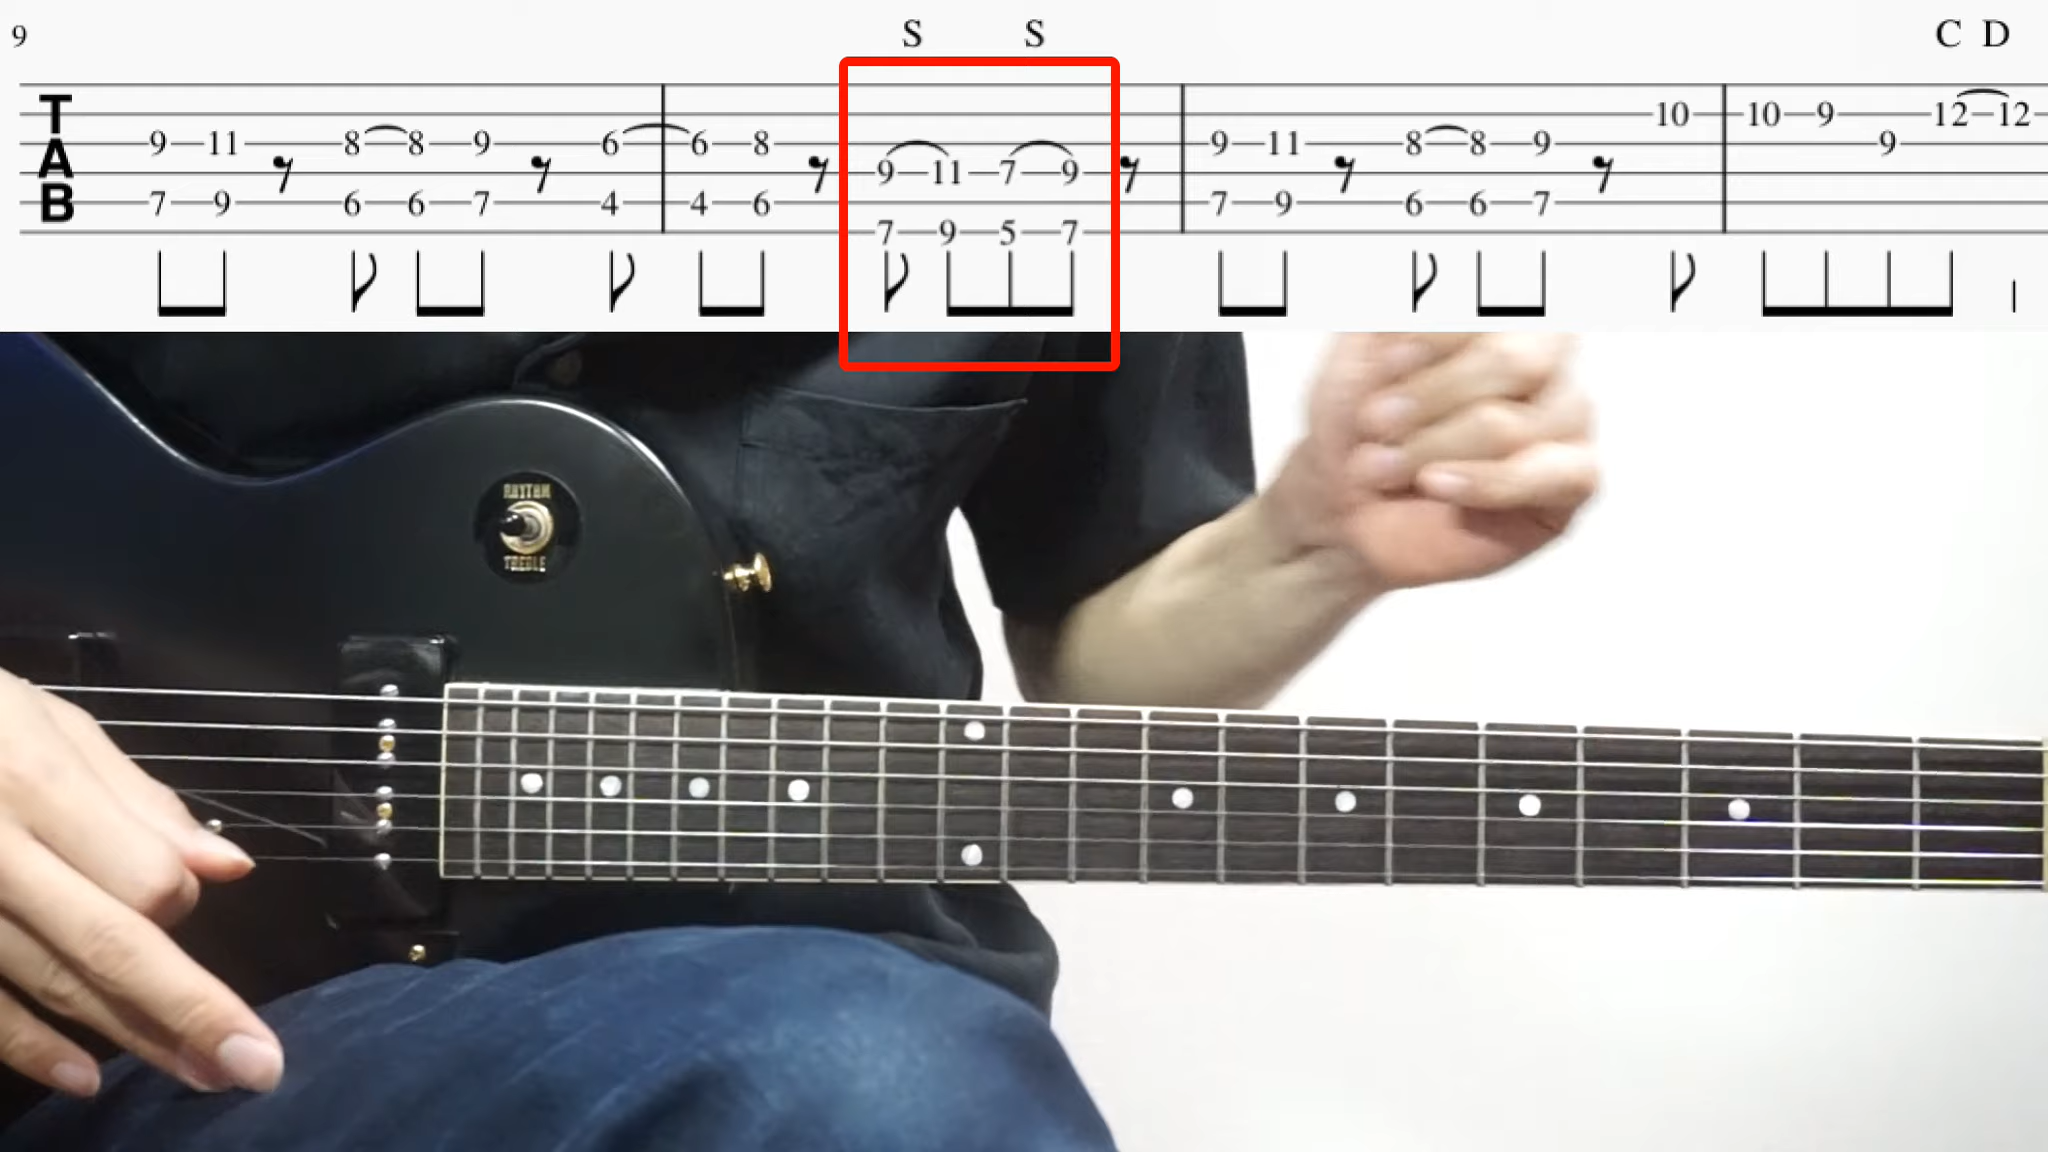 9
S S C D
T
A
B
10 10 9 12 12
9 11 8 8 9 6 6 8 9 11 8 8 9 9
9 11 7 9
7 9 6 6 7 4 4 6 7 9 6 6 7
7 9 5 7
RHYTHM
TREBLE